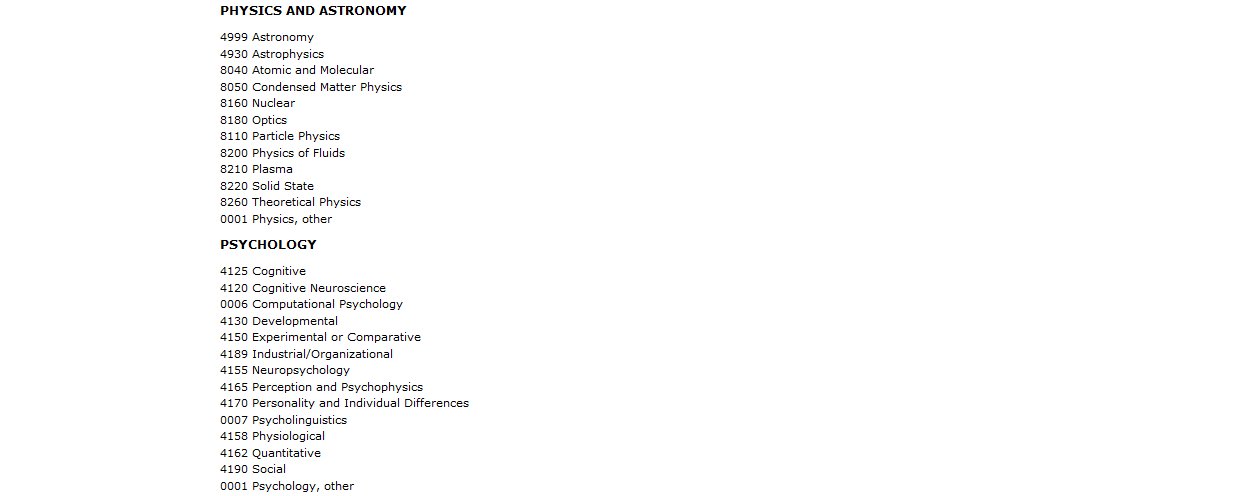 PHYSICS AND ASTRONOMY
4999 Astronomy
4930 Astrophysics
8040 Atomic and Molecular
8050 Condensed Matter Physics
8160 Nuclear
8180 Optics
8110 Particle Physics
8200 Physics of Fluids
8210 Plasma
8220 Solid State
8260 Theoretical Physics
0001 Physics, other
PSYCHOLOGY
4125 Cognitive
4120 Cognitive Neuroscience
0006 Computational Psychology
4130 Developmental
4150 Experimental or Comparative
4189 Industrial/Organizational
4155 Neuropsychology
4165 Perception and Psychophysics
4170 Personality and Individual Differences
0007 Psycholinguistics
4158 Physiological
4162 Quantitative
4190 Social
0001 Psychology, other